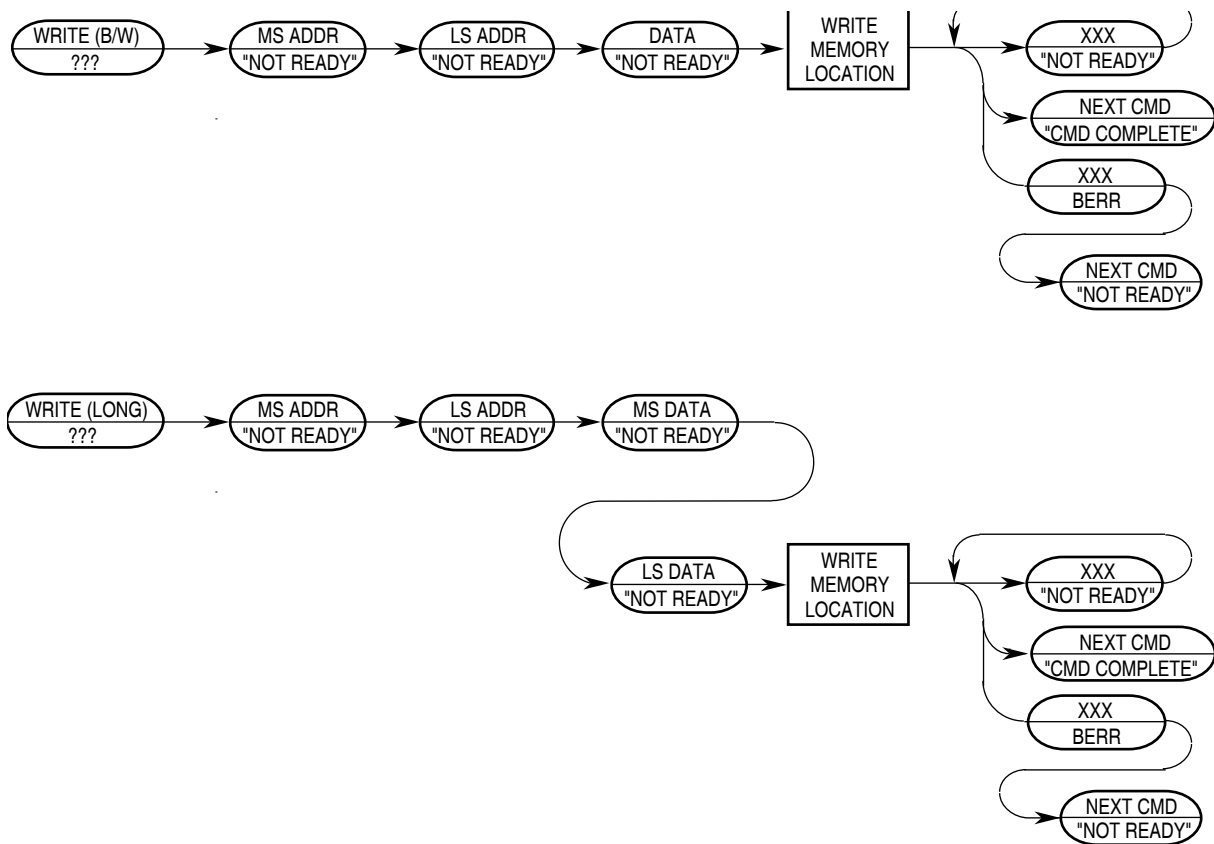 WRITE (B/W)
???
MS ADDR
"NOT READY"
LS ADDR
"NOT READY"
DATA
"NOT READY"
WRITE
MEMORY
LOCATION
XXX
"NOT READY"
NEXT CMD
"CMD COMPLETE"
XXX
BERR
NEXT CMD
"NOT READY"
WRITE (LONG)
???
MS ADDR
"NOT READY"
LS ADDR
"NOT READY"
MS DATA
"NOT READY"
LS DATA
"NOT READY"
WRITE
MEMORY
LOCATION
XXX
"NOT READY"
NEXT CMD
"CMD COMPLETE"
XXX
BERR
NEXT CMD
"NOT READY"